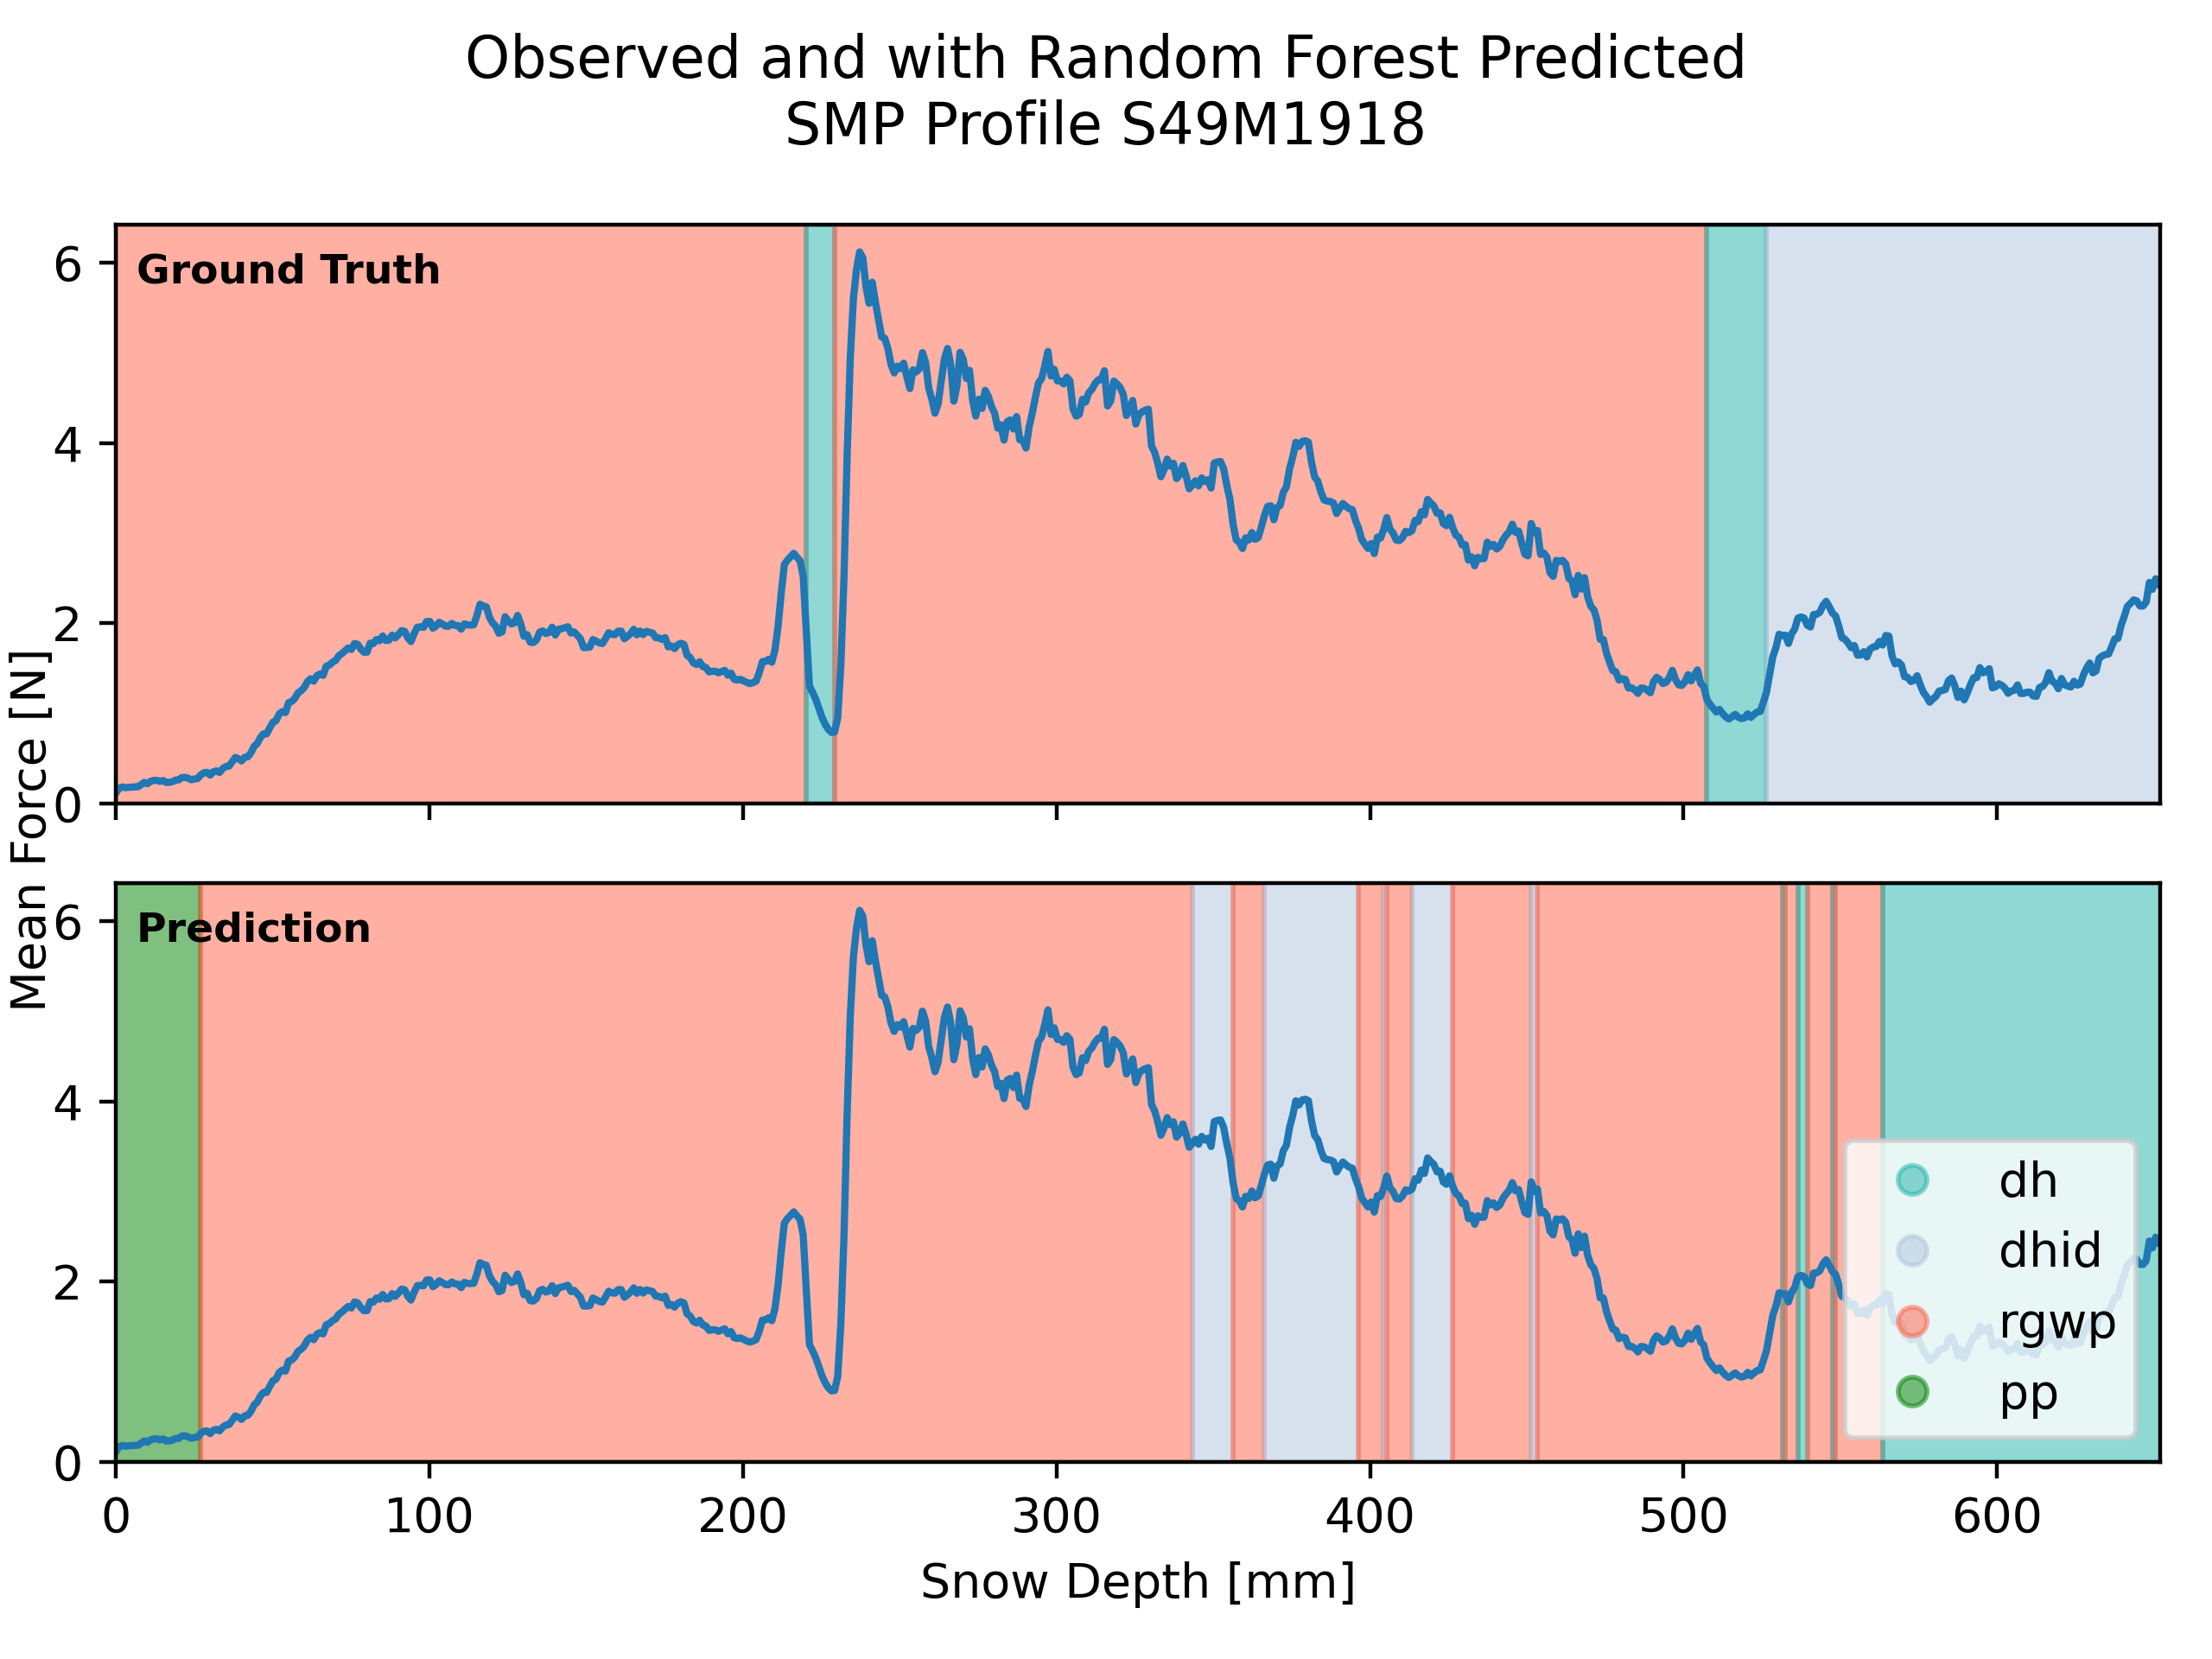 Observed and with Random Forest Predicted
SMP Profile S49M1918
Mean Force [N]
6
4
2
0
Ground Truth
6
4
2
0
Prediction
dh
dhid
rgwp
pp
0 100 200 300 400 500 600
Snow Depth [mm]